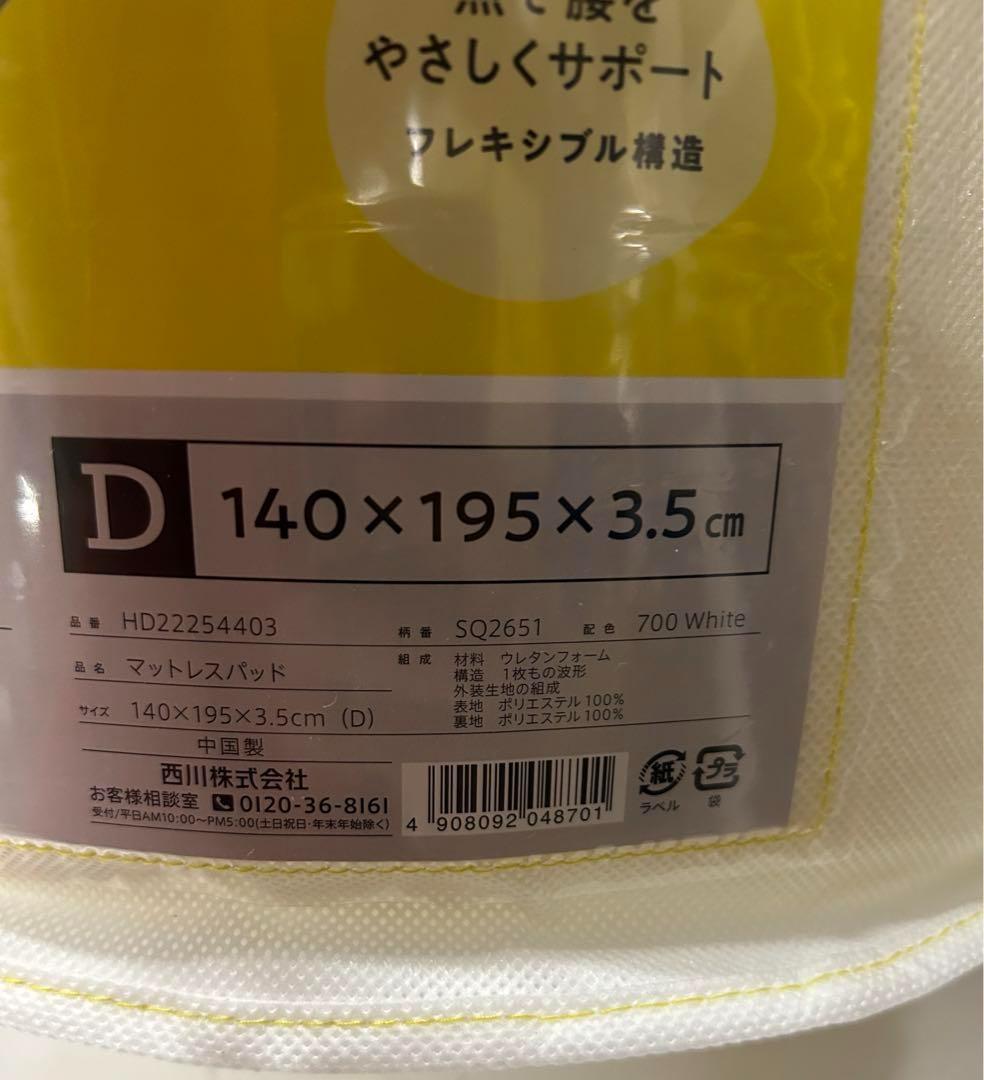 点で腰を
やさしくサポート
フレキシブル構造
D 140×195×3.5cm
品番 HD22254403
柄番 SQ2651 配色 700 White
品名 マットレスパッド
組成 材料 ウレタンフォーム
構造 1枚もの波形
外装生地の組成
表地 ポリエステル100%
裏地 ポリエステル100%
サイズ 140×195×3.5cm (D)
中国製
西川株式会社
お客様相談室 0120-36-8161
受付/平日AM10:00〜PM5:00(土日祝日・年末年始除く)
4 908092 048701
紙
ラベル
プラ
袋